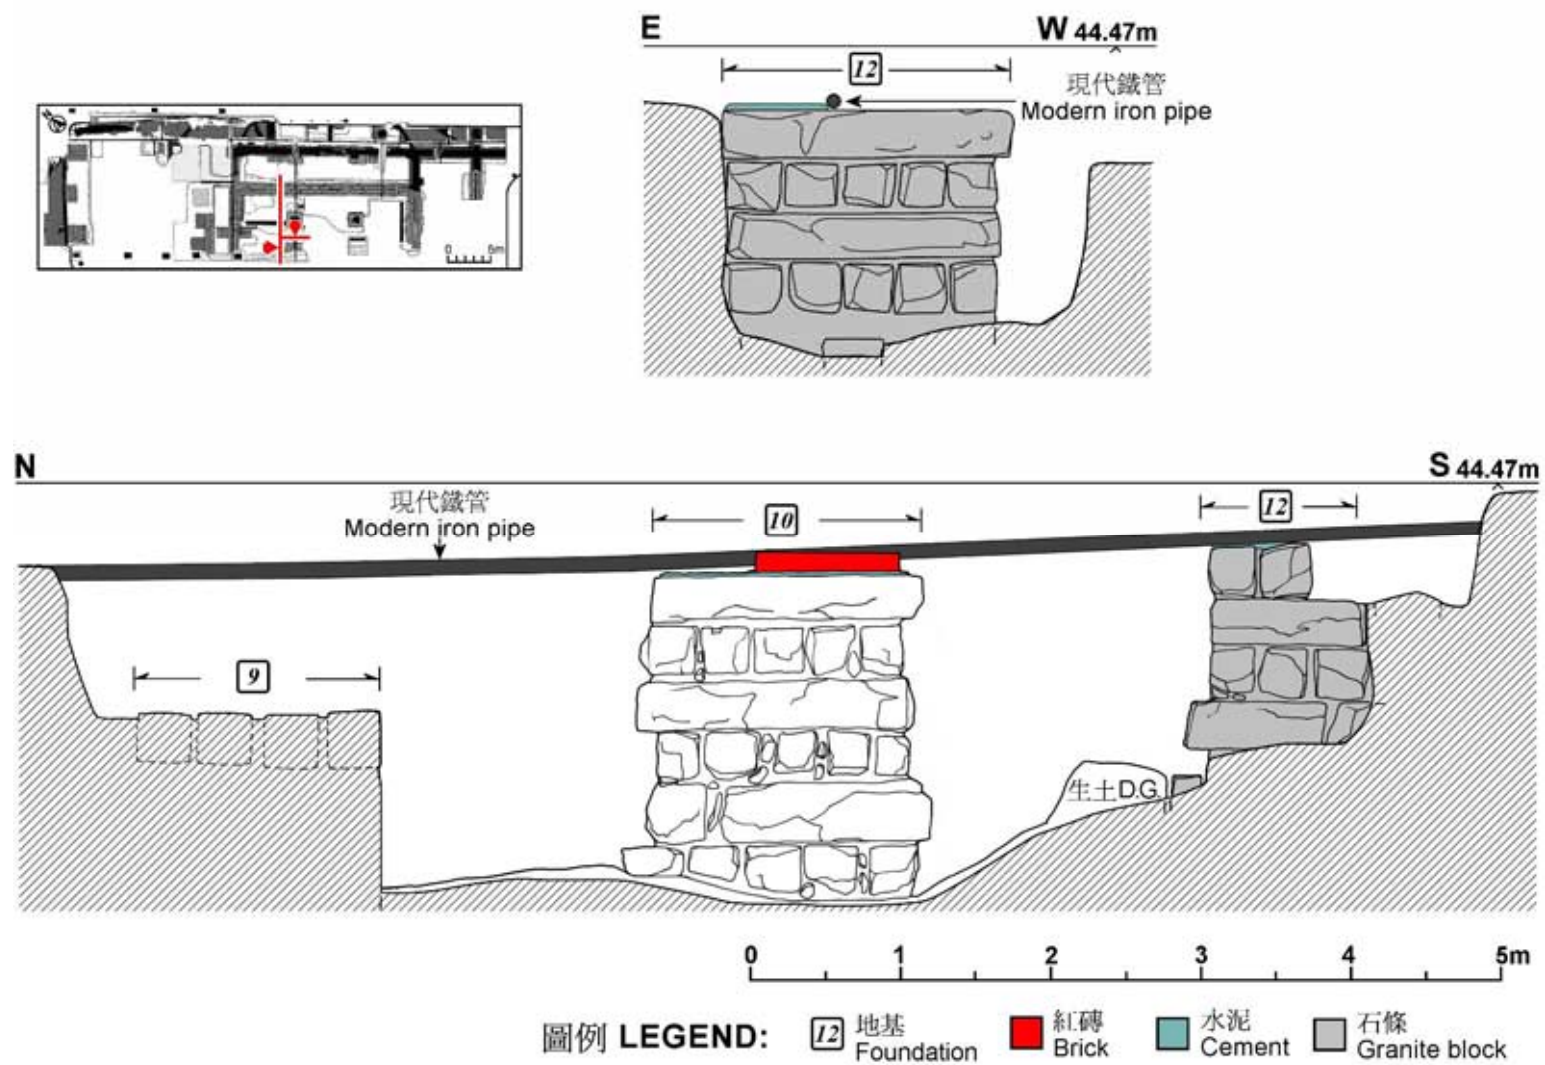 E
W 44.47m
12
現代鐵管
Modern iron pipe
0 5m
N
S 44.47m
現代鐵管
Modern iron pipe
10
12
9
生土D.G.
0 1 2 3 4 5m
圖例 LEGEND:
12 地基
Foundation
紅磚
Brick
水泥
Cement
石條
Granite block